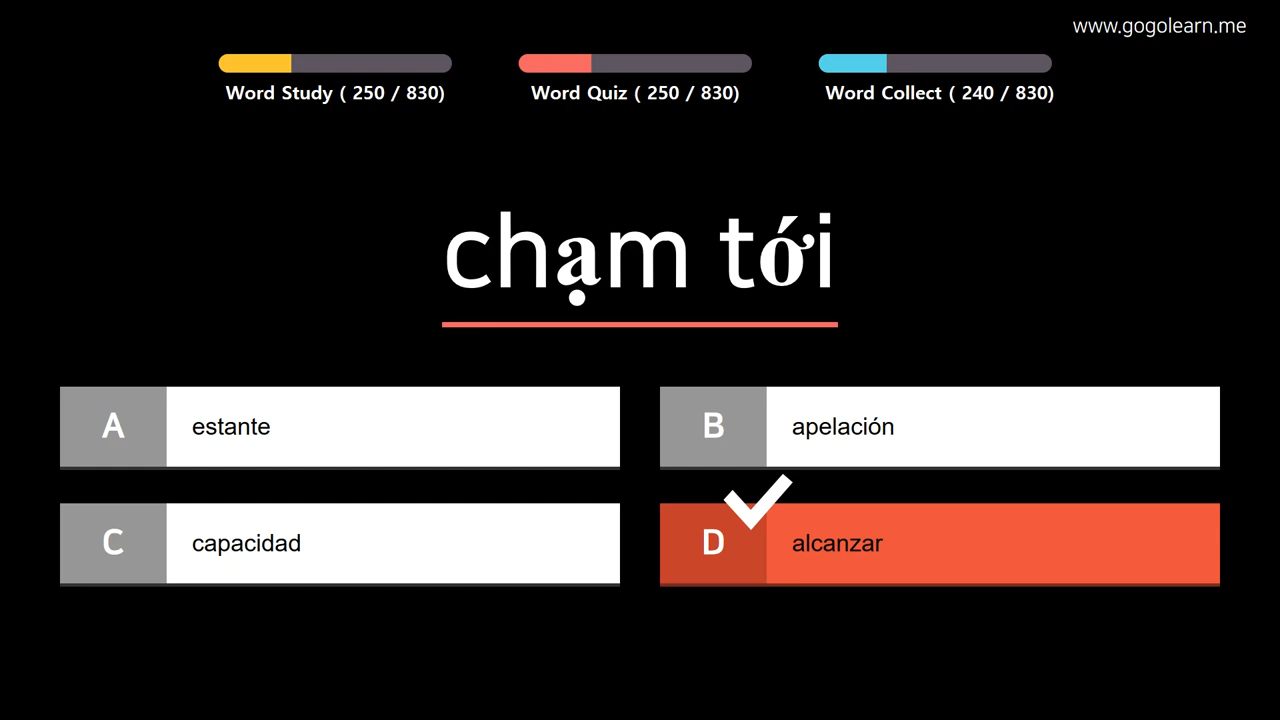 www.gogolearn.me
Word Study ( 250 / 830)
Word Quiz ( 250 / 830)
Word Collect ( 240 / 830)
chạm tới
A estante
B apelación
C capacidad
D alcanzar